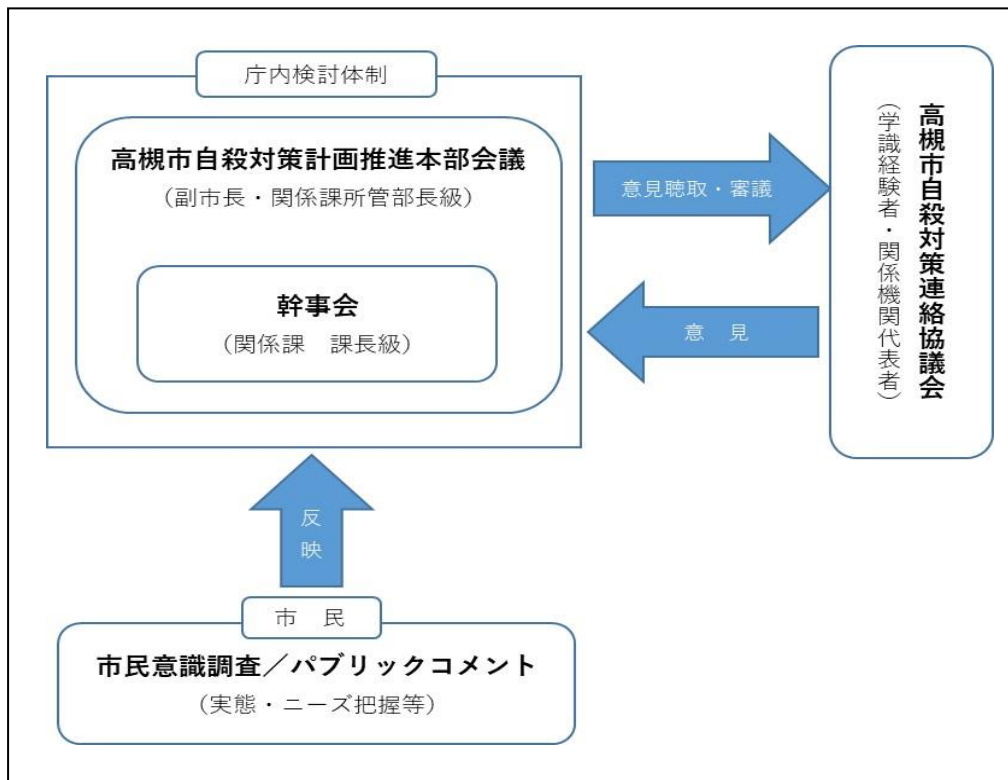 庁内検討体制
高槻市自殺対策計画推進本部会議
（副市長・関係課所管部長級）
幹事会
（関係課　課長級）
意見聴取・審議
意　見
高槻市自殺対策連絡協議会
（学識経験者・関係機関代表者）
反
映
市　民
市民意識調査／パブリックコメント
（実態・ニーズ把握等）